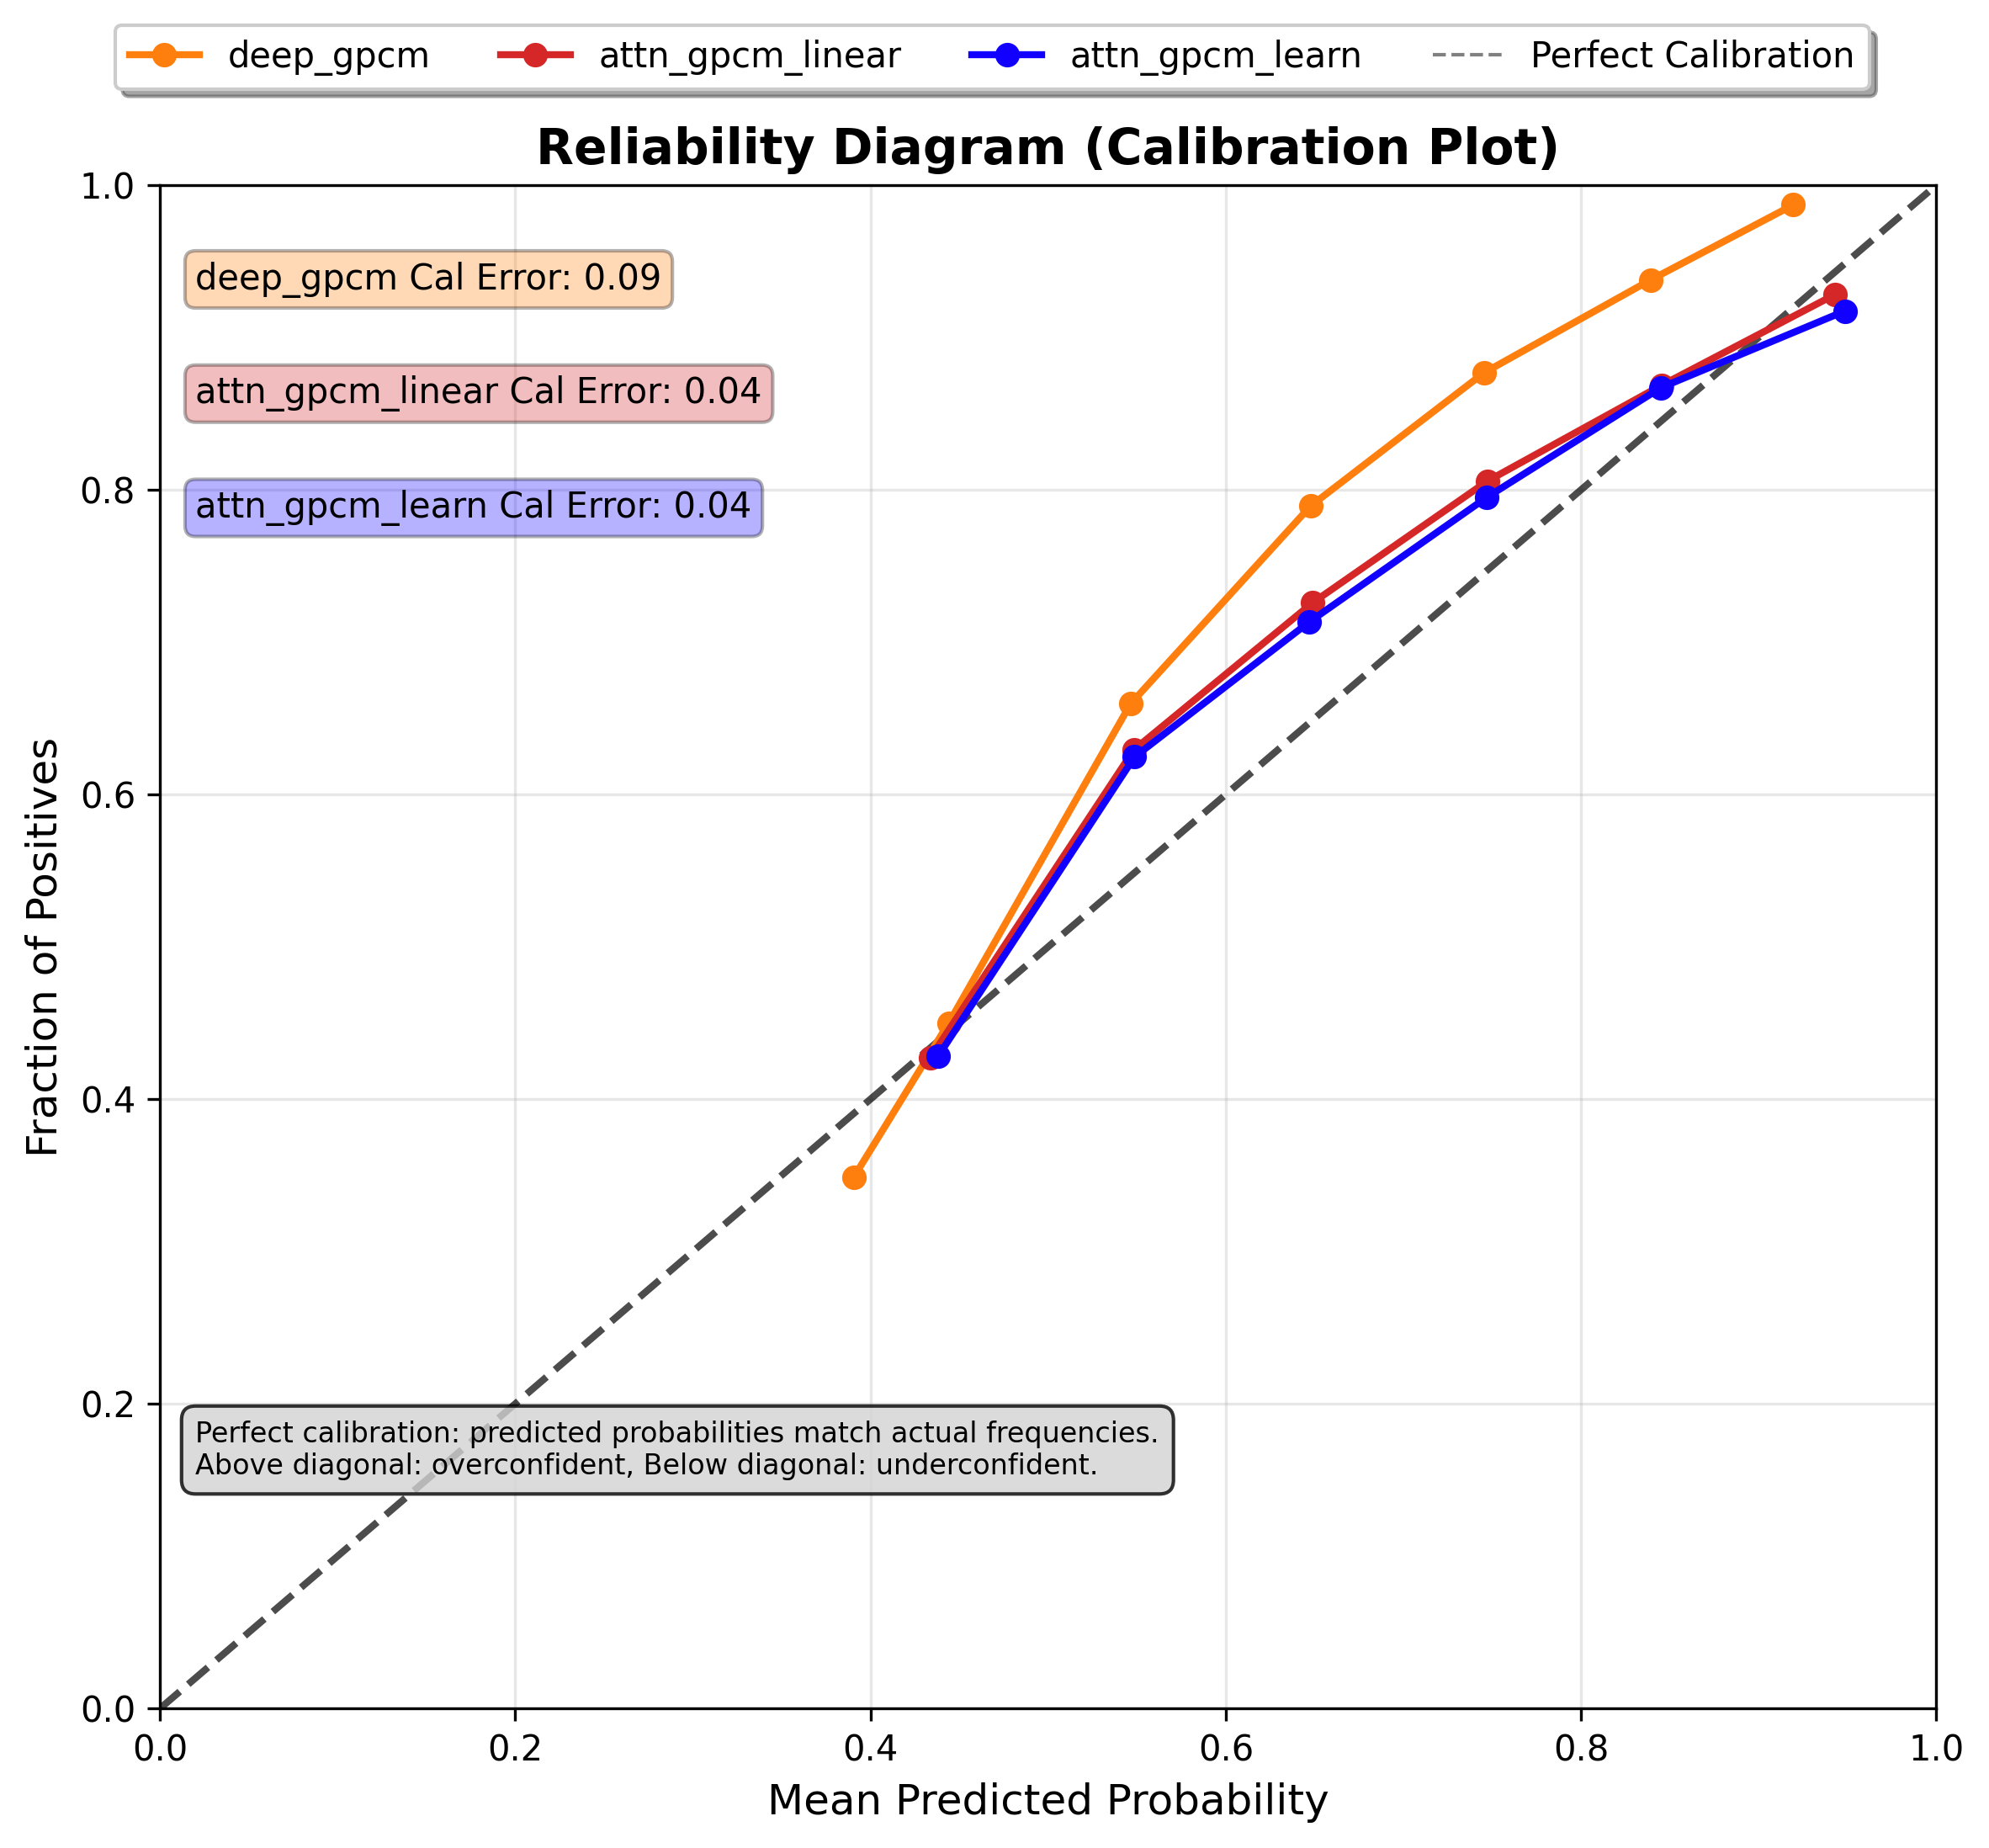 deep_gpcm attn_gpcm_linear attn_gpcm_learn Perfect Calibration
Reliability Diagram (Calibration Plot)
1.0
deep_gpcm Cal Error: 0.09
attn_gpcm_linear Cal Error: 0.04
0.8
attn_gpcm_learn Cal Error: 0.04
0.6
Fraction of Positives
0.4
0.2
Perfect calibration: predicted probabilities match actual frequencies.
Above diagonal: overconfident, Below diagonal: underconfident.
0.0
0.0 0.2 0.4 0.6 0.8 1.0
Mean Predicted Probability